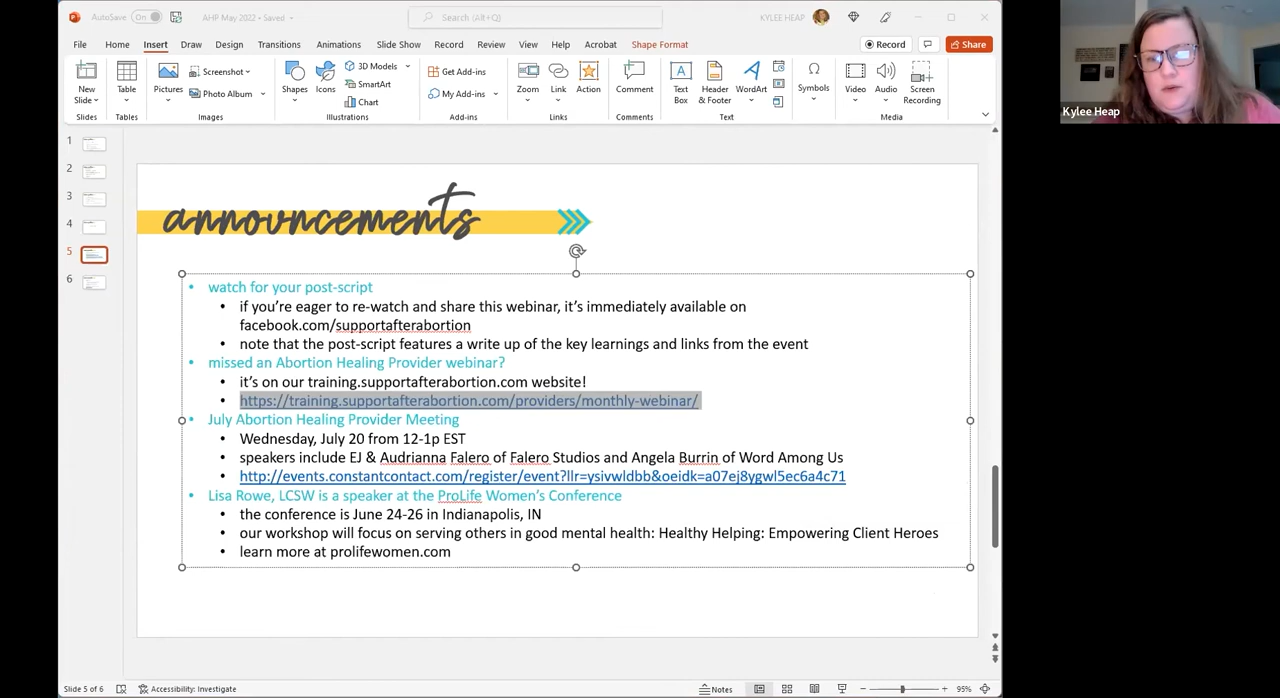 AutoSave On AHP May 2022 • Saved Search (Alt+Q) KYLEE HEAP
File Home Insert Draw Design Transitions Animations Slide Show Record Review View Help Acrobat Shape Format Record Share
New Slide Table Pictures Screenshot Photo Album Shapes Icons 3D Models SmartArt Chart Get Add-ins My Add-ins Zoom Link Action Comment Text Box Header & Footer WordArt Symbols Video Audio Screen Recording
Slides Tables Images Illustrations Add-ins Links Comments Text Media
Kylee Heap
1
2
3
4
5
6
announcements
• watch for your post-script
• if you're eager to re-watch and share this webinar, it's immediately available on
facebook.com/supportafterabortion
• note that the post-script features a write up of the key learnings and links from the event
• missed an Abortion Healing Provider webinar?
• it's on our training.supportafterabortion.com website!
• https://training.supportafterabortion.com/providers/monthly-webinar/
• July Abortion Healing Provider Meeting
• Wednesday, July 20 from 12-1p EST
• speakers include EJ & Audrianna Falero of Falero Studios and Angela Burrin of Word Among Us
• http://events.constantcontact.com/register/event?llr=ysivwldbb&oeidk=a07ej8ygwl5ec6a4c71
• Lisa Rowe, LCSW is a speaker at the ProLife Women's Conference
• the conference is June 24-26 in Indianapolis, IN
• our workshop will focus on serving others in good mental health: Healthy Helping: Empowering Client Heroes
• learn more at prolifewomen.com
Slide 5 of 6 Accessibility: Investigate Notes 95%